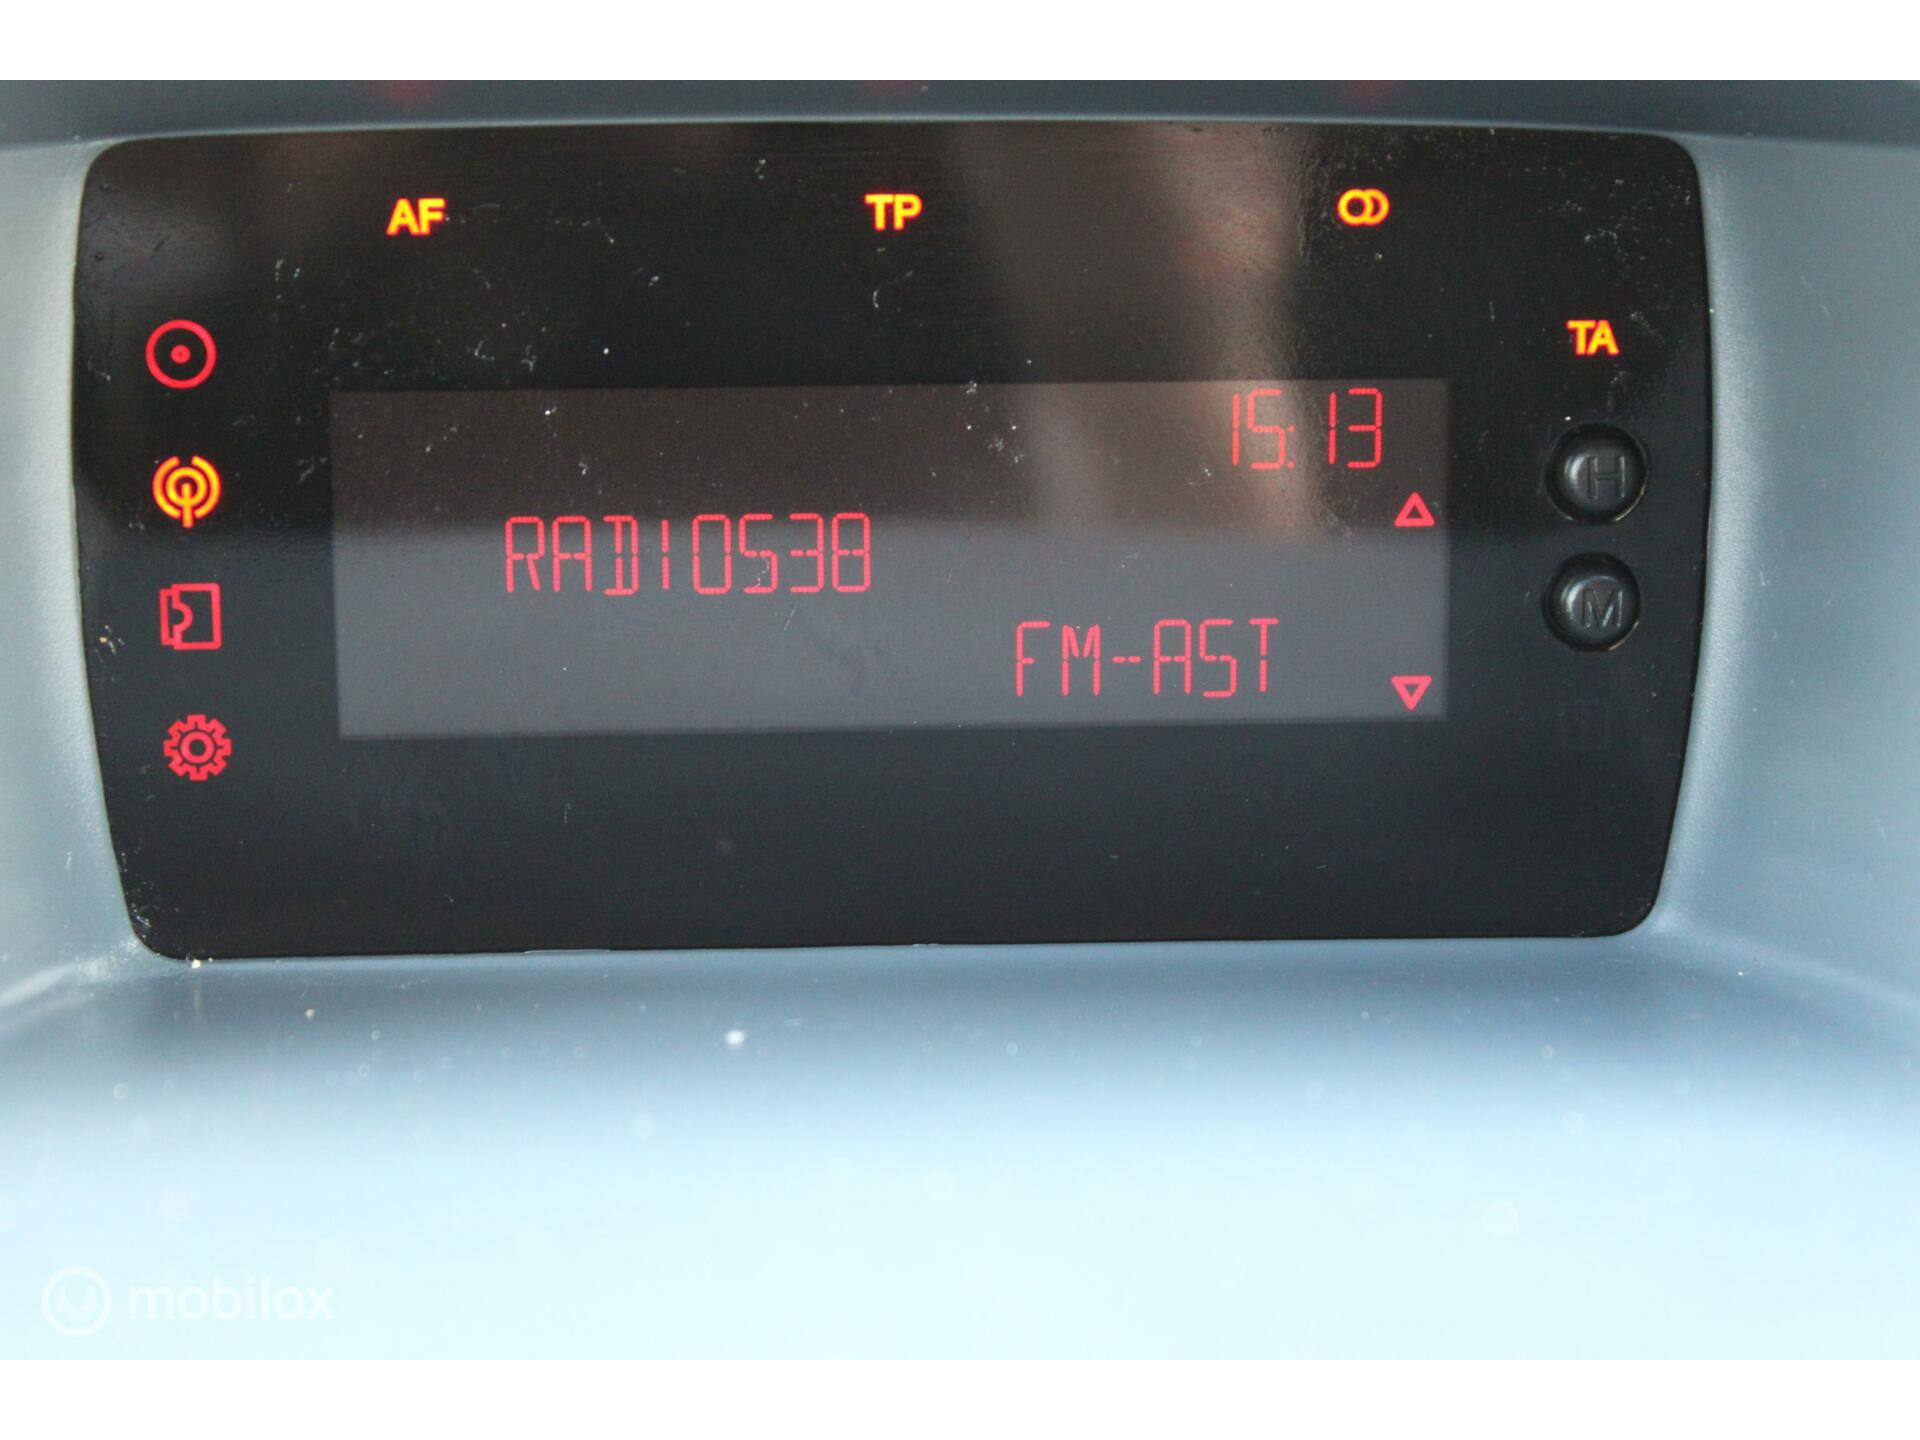 AF TP
TA
15:13
H
RADIO538
M
FM-AST
mobilox